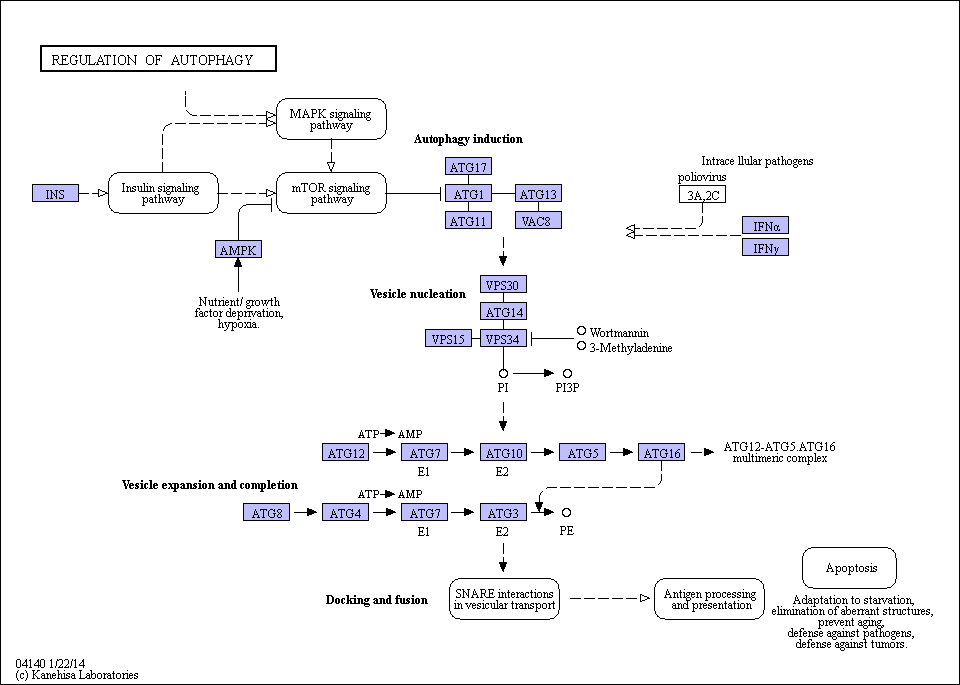 REGULATION OF AUTOPHAGY
MAPK signaling
pathway
Autophagy induction
INS
Insulin signaling
pathway
mTOR signaling
pathway
ATG17
ATG1
ATG13
ATG11
VAC8
Intrace llular pathogens
poliovirus
3A,2C
IFNα
IFNγ
AMPK
Nutrient/ growth
factor deprivation,
hypoxia.
Vesicle nucleation
VPS30
ATG14
VPS15
VPS34
Wortmannin
3-Methyladenine
PI
PI3P
ATP
AMP
ATG12
ATG7
ATG10
ATG5
ATG16
ATG12-ATG5.ATG16
multimeric complex
E1
E2
Vesicle expansion and completion
ATP
AMP
ATG8
ATG4
ATG7
ATG3
E1
E2
PE
Docking and fusion
SNARE interactions
in vesicular transport
Antigen processing
and presentation
Apoptosis
Adaptation to starvation,
elimination of aberrant structures,
prevent aging,
defense against pathogens,
defense against tumors.
04140 1/22/14
(c) Kanehisa Laboratories